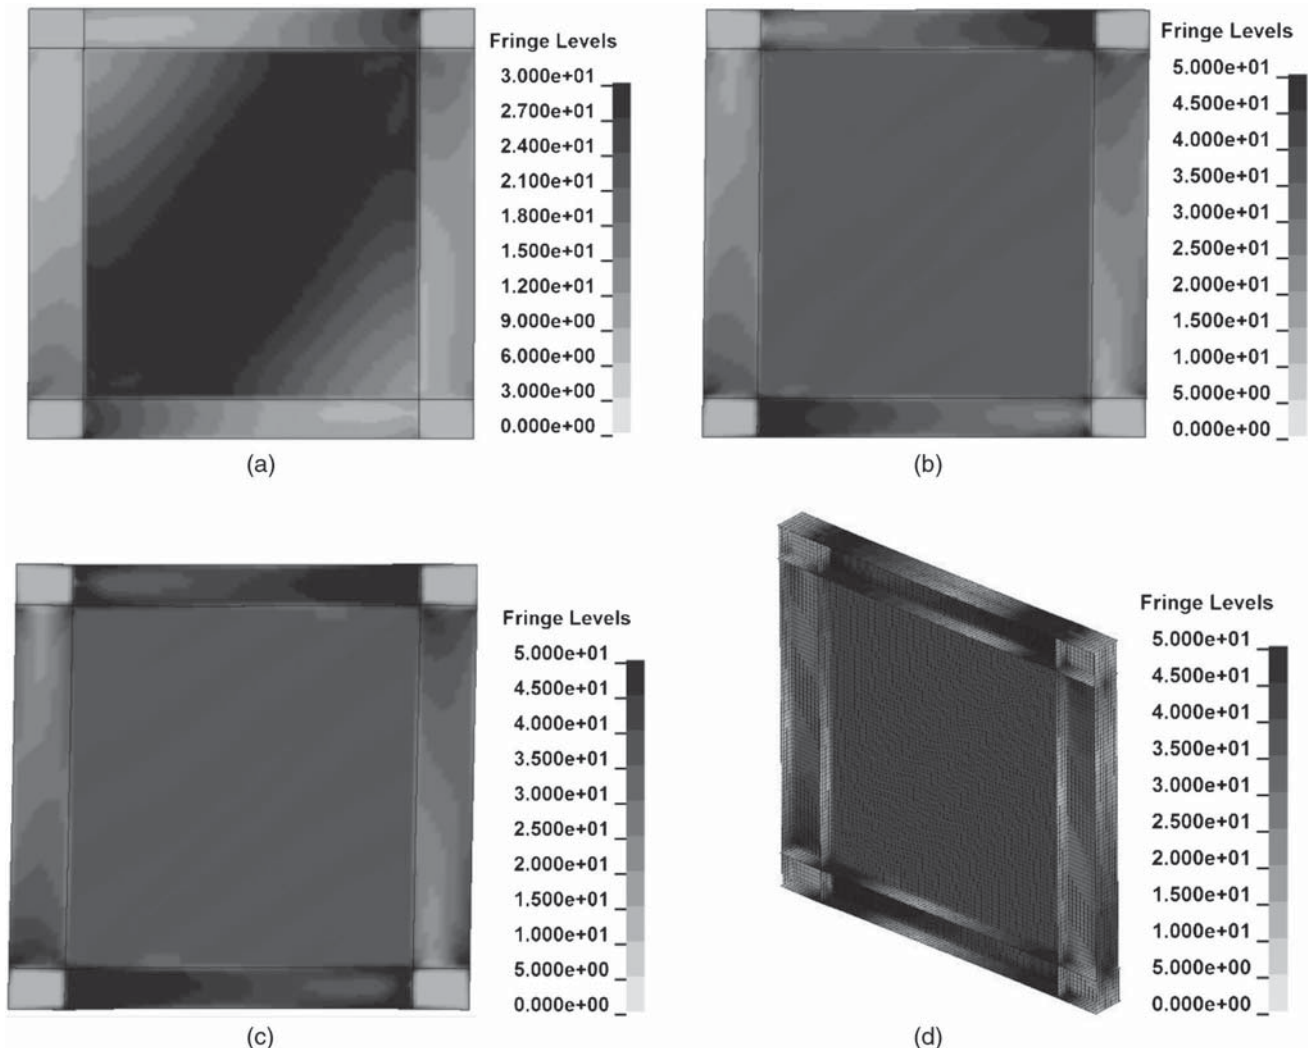 Fringe Levels
3.000e+01
2.700e+01
2.400e+01
2.100e+01
1.800e+01
1.500e+01
1.200e+01
9.000e+00
6.000e+00
3.000e+00
0.000e+00
(a)
Fringe Levels
5.000e+01
4.500e+01
4.000e+01
3.500e+01
3.000e+01
2.500e+01
2.000e+01
1.500e+01
1.000e+01
5.000e+00
0.000e+00
(b)
Fringe Levels
5.000e+01
4.500e+01
4.000e+01
3.500e+01
3.000e+01
2.500e+01
2.000e+01
1.500e+01
1.000e+01
5.000e+00
0.000e+00
(c)
Fringe Levels
5.000e+01
4.500e+01
4.000e+01
3.500e+01
3.000e+01
2.500e+01
2.000e+01
1.500e+01
1.000e+01
5.000e+00
0.000e+00
(d)